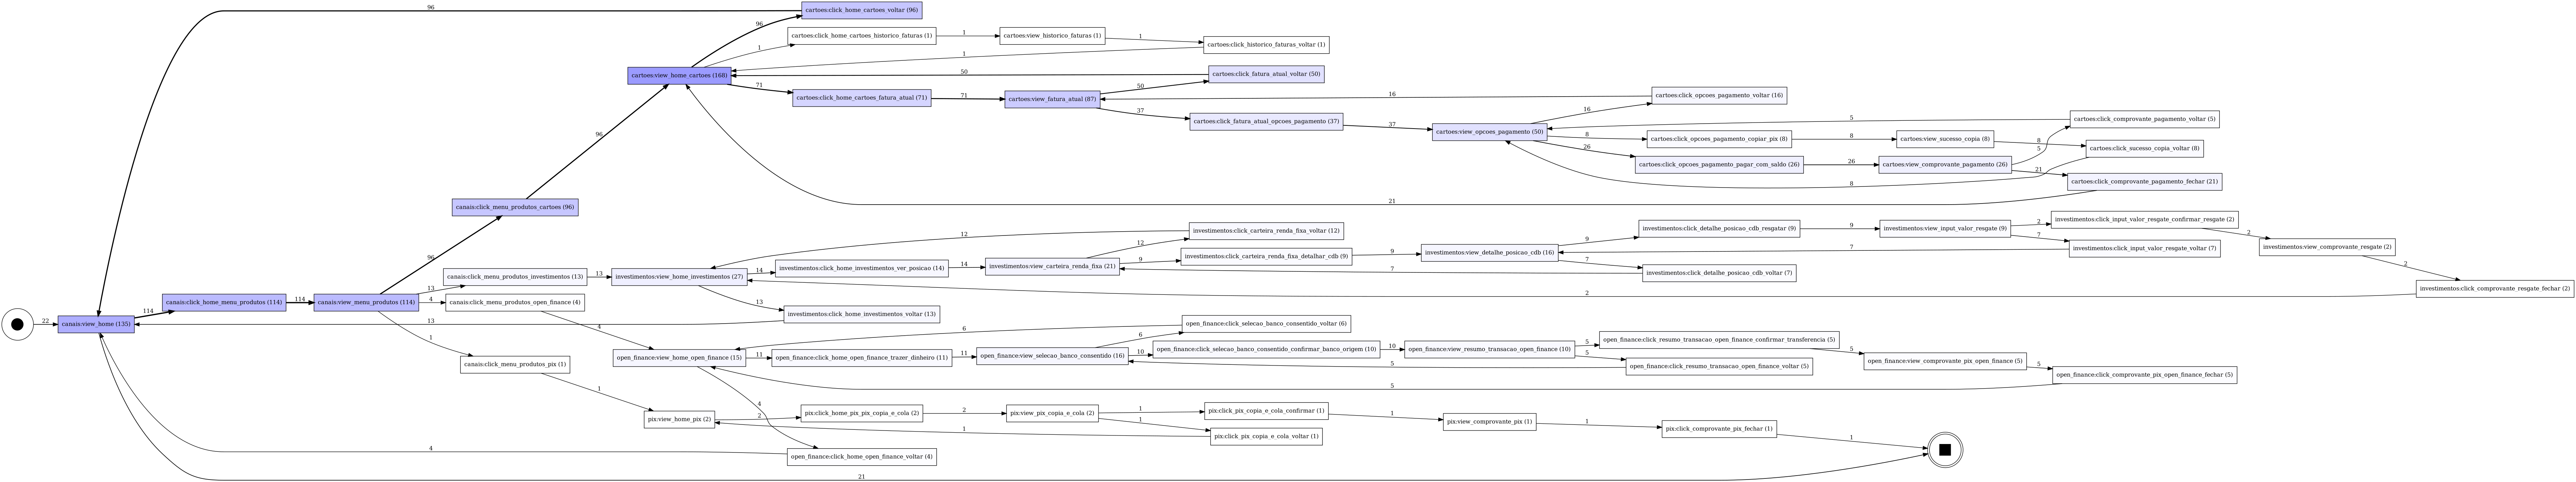 96
cartoes:click_home_cartoes_voltar (96)
96
cartoes:click_home_cartoes_historico_faturas (1)
1
cartoes:view_historico_faturas (1)
1
cartoes:click_historico_faturas_voltar (1)
1
1
cartoes:view_home_cartoes (168)
50
cartoes:click_fatura_atual_voltar (50)
71
cartoes:click_home_cartoes_fatura_atual (71)
71
cartoes:view_fatura_atual (87)
50
16
cartoes:click_opcoes_pagamento_voltar (16)
37
cartoes:click_fatura_atual_opcoes_pagamento (37)
37
cartoes:view_opcoes_pagamento (50)
16
5
cartoes:click_comprovante_pagamento_voltar (5)
8
cartoes:click_opcoes_pagamento_copiar_pix (8)
8
cartoes:view_sucesso_copia (8)
8
cartoes:click_sucesso_copia_voltar (8)
26
cartoes:click_opcoes_pagamento_pagar_com_saldo (26)
26
cartoes:view_comprovante_pagamento (26)
5
21
cartoes:click_comprovante_pagamento_fechar (21)
8
21
96
canais:click_menu_produtos_cartoes (96)
96
12
investimentos:click_carteira_renda_fixa_voltar (12)
12
investimentos:click_detalhe_posicao_cdb_resgatar (9)
9
investimentos:view_input_valor_resgate (9)
2
investimentos:click_input_valor_resgate_confirmar_resgate (2)
2
investimentos:view_comprovante_resgate (2)
9
7
investimentos:click_input_valor_resgate_voltar (7)
7
canais:click_menu_produtos_investimentos (13)
13
investimentos:view_home_investimentos (27)
14
investimentos:click_home_investimentos_ver_posicao (14)
14
investimentos:view_carteira_renda_fixa (21)
9
investimentos:click_carteira_renda_fixa_detalhar_cdb (9)
9
investimentos:view_detalhe_posicao_cdb (16)
7
investimentos:click_detalhe_posicao_cdb_voltar (7)
7
2
2
investimentos:click_comprovante_resgate_fechar (2)
13
22
canais:view_home (135)
114
canais:click_home_menu_produtos (114)
114
canais:view_menu_produtos (114)
4
canais:click_menu_produtos_open_finance (4)
13
investimentos:click_home_investimentos_voltar (13)
13
4
6
open_finance:click_selecao_banco_consentido_voltar (6)
6
1
canais:click_menu_produtos_pix (1)
open_finance:view_home_open_finance (15)
11
open_finance:click_home_open_finance_trazer_dinheiro (11)
11
open_finance:view_selecao_banco_consentido (16)
10
open_finance:click_selecao_banco_consentido_confirmar_banco_origem (10)
10
open_finance:view_resumo_transacao_open_finance (10)
5
open_finance:click_resumo_transacao_open_finance_confirmar_transferencia (5)
5
open_finance:view_comprovante_pix_open_finance (5)
5
open_finance:click_comprovante_pix_open_finance_fechar (5)
5
open_finance:click_resumo_transacao_open_finance_voltar (5)
5
5
1
4
pix:view_home_pix (2)
2
pix:click_home_pix_pix_copia_e_cola (2)
2
pix:view_pix_copia_e_cola (2)
1
pix:click_pix_copia_e_cola_confirmar (1)
1
pix:view_comprovante_pix (1)
1
pix:click_comprovante_pix_fechar (1)
1
1
pix:click_pix_copia_e_cola_voltar (1)
1
4
open_finance:click_home_open_finance_voltar (4)
21